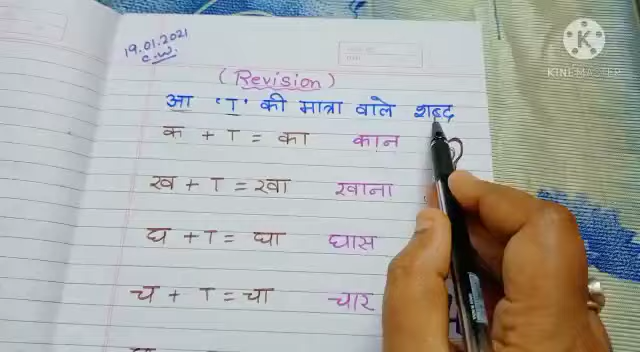 19.01.2021
C.W.
KINEMASTER
(Revision)
आ 'ा' की मात्रा वाले शब्द
क + ा = का कान
ख + ा = खा खाना
घ + ा = घा घास
च + ा = चा चार